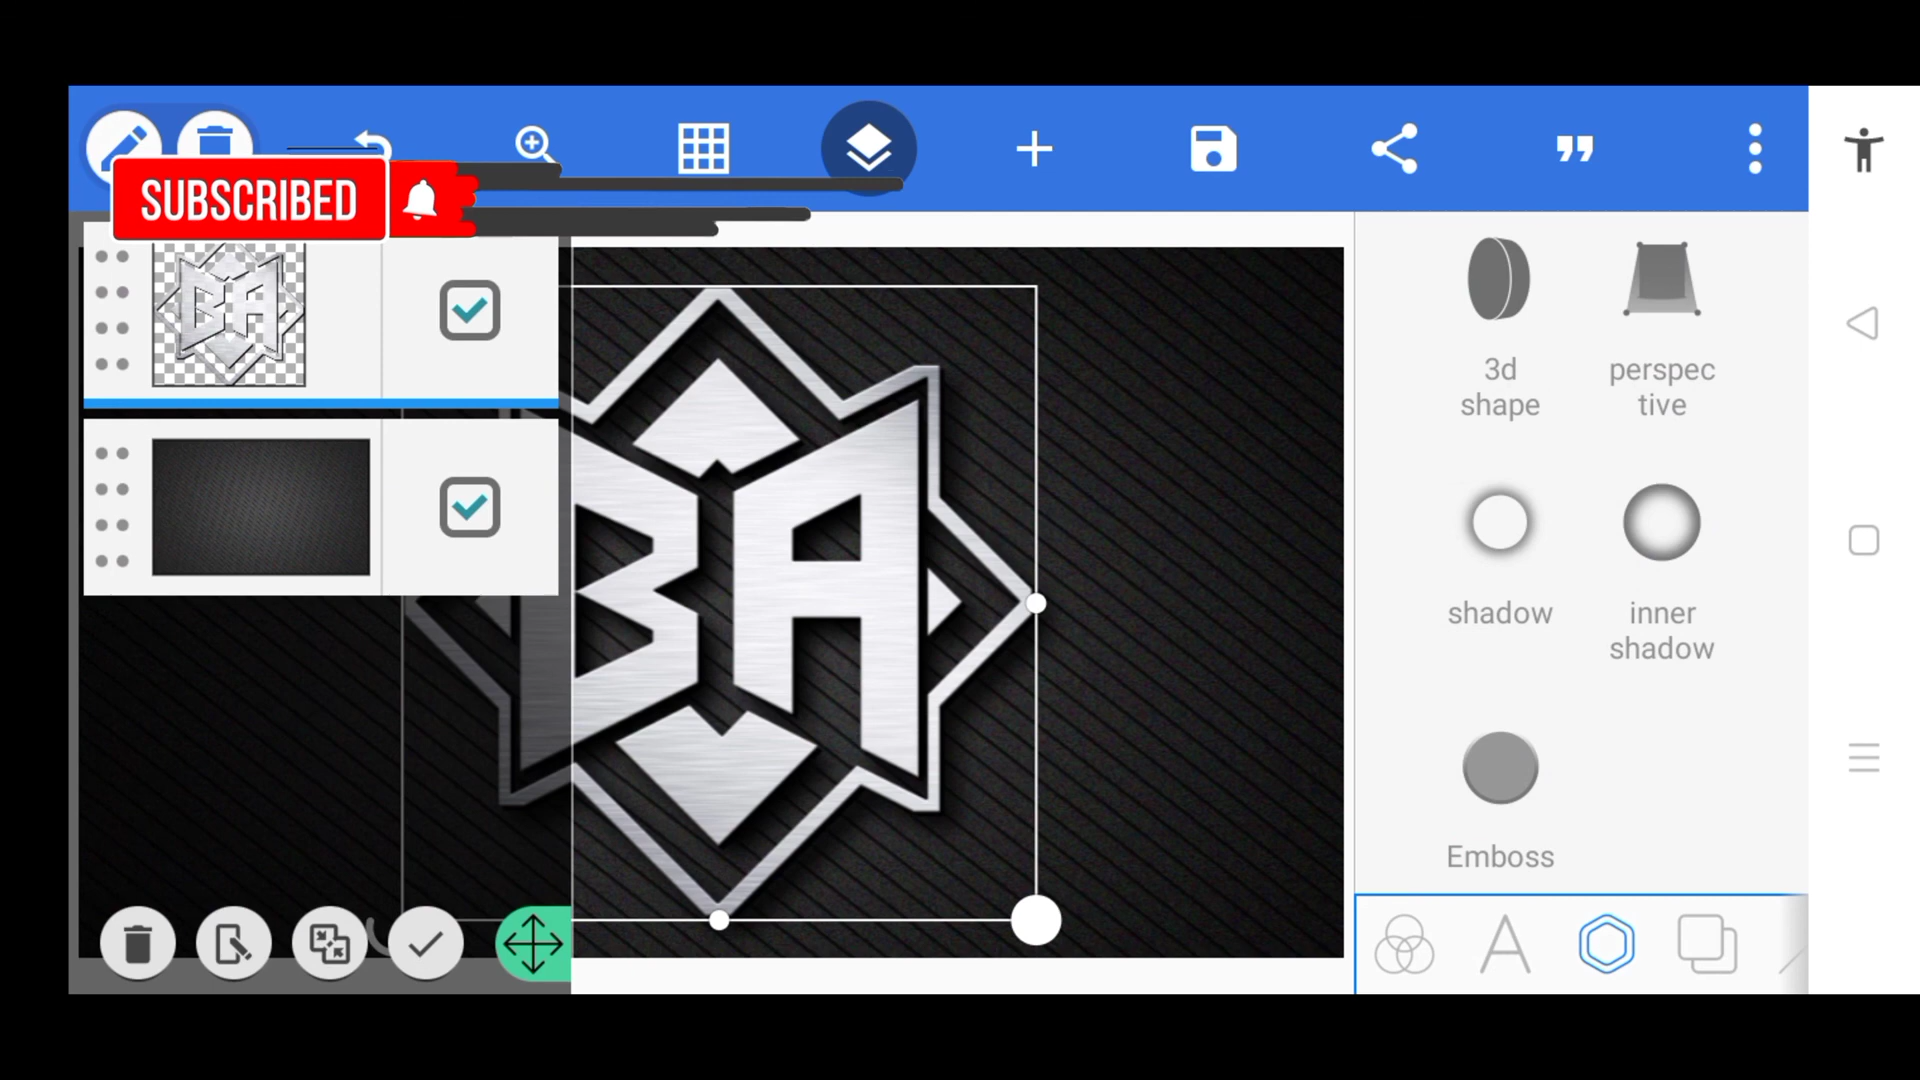 SUBSCRIBED
BA
3d
shape
perspec
tive
shadow
inner
shadow
Emboss